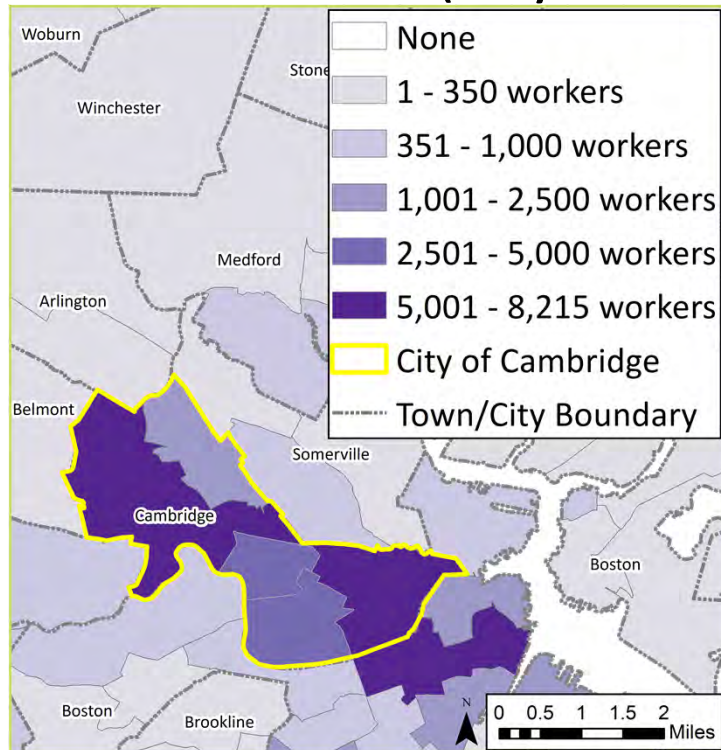 None
1 - 350 workers
351 - 1,000 workers
1,001 - 2,500 workers
2,501 - 5,000 workers
5,001 - 8,215 workers
City of Cambridge
Town/City Boundary
Woburn
Winchester
Stone
Medford
Arlington
Belmont
Somerville
Cambridge
Boston
Boston
Brookline
N
0 0.5 1 1.5 2
Miles